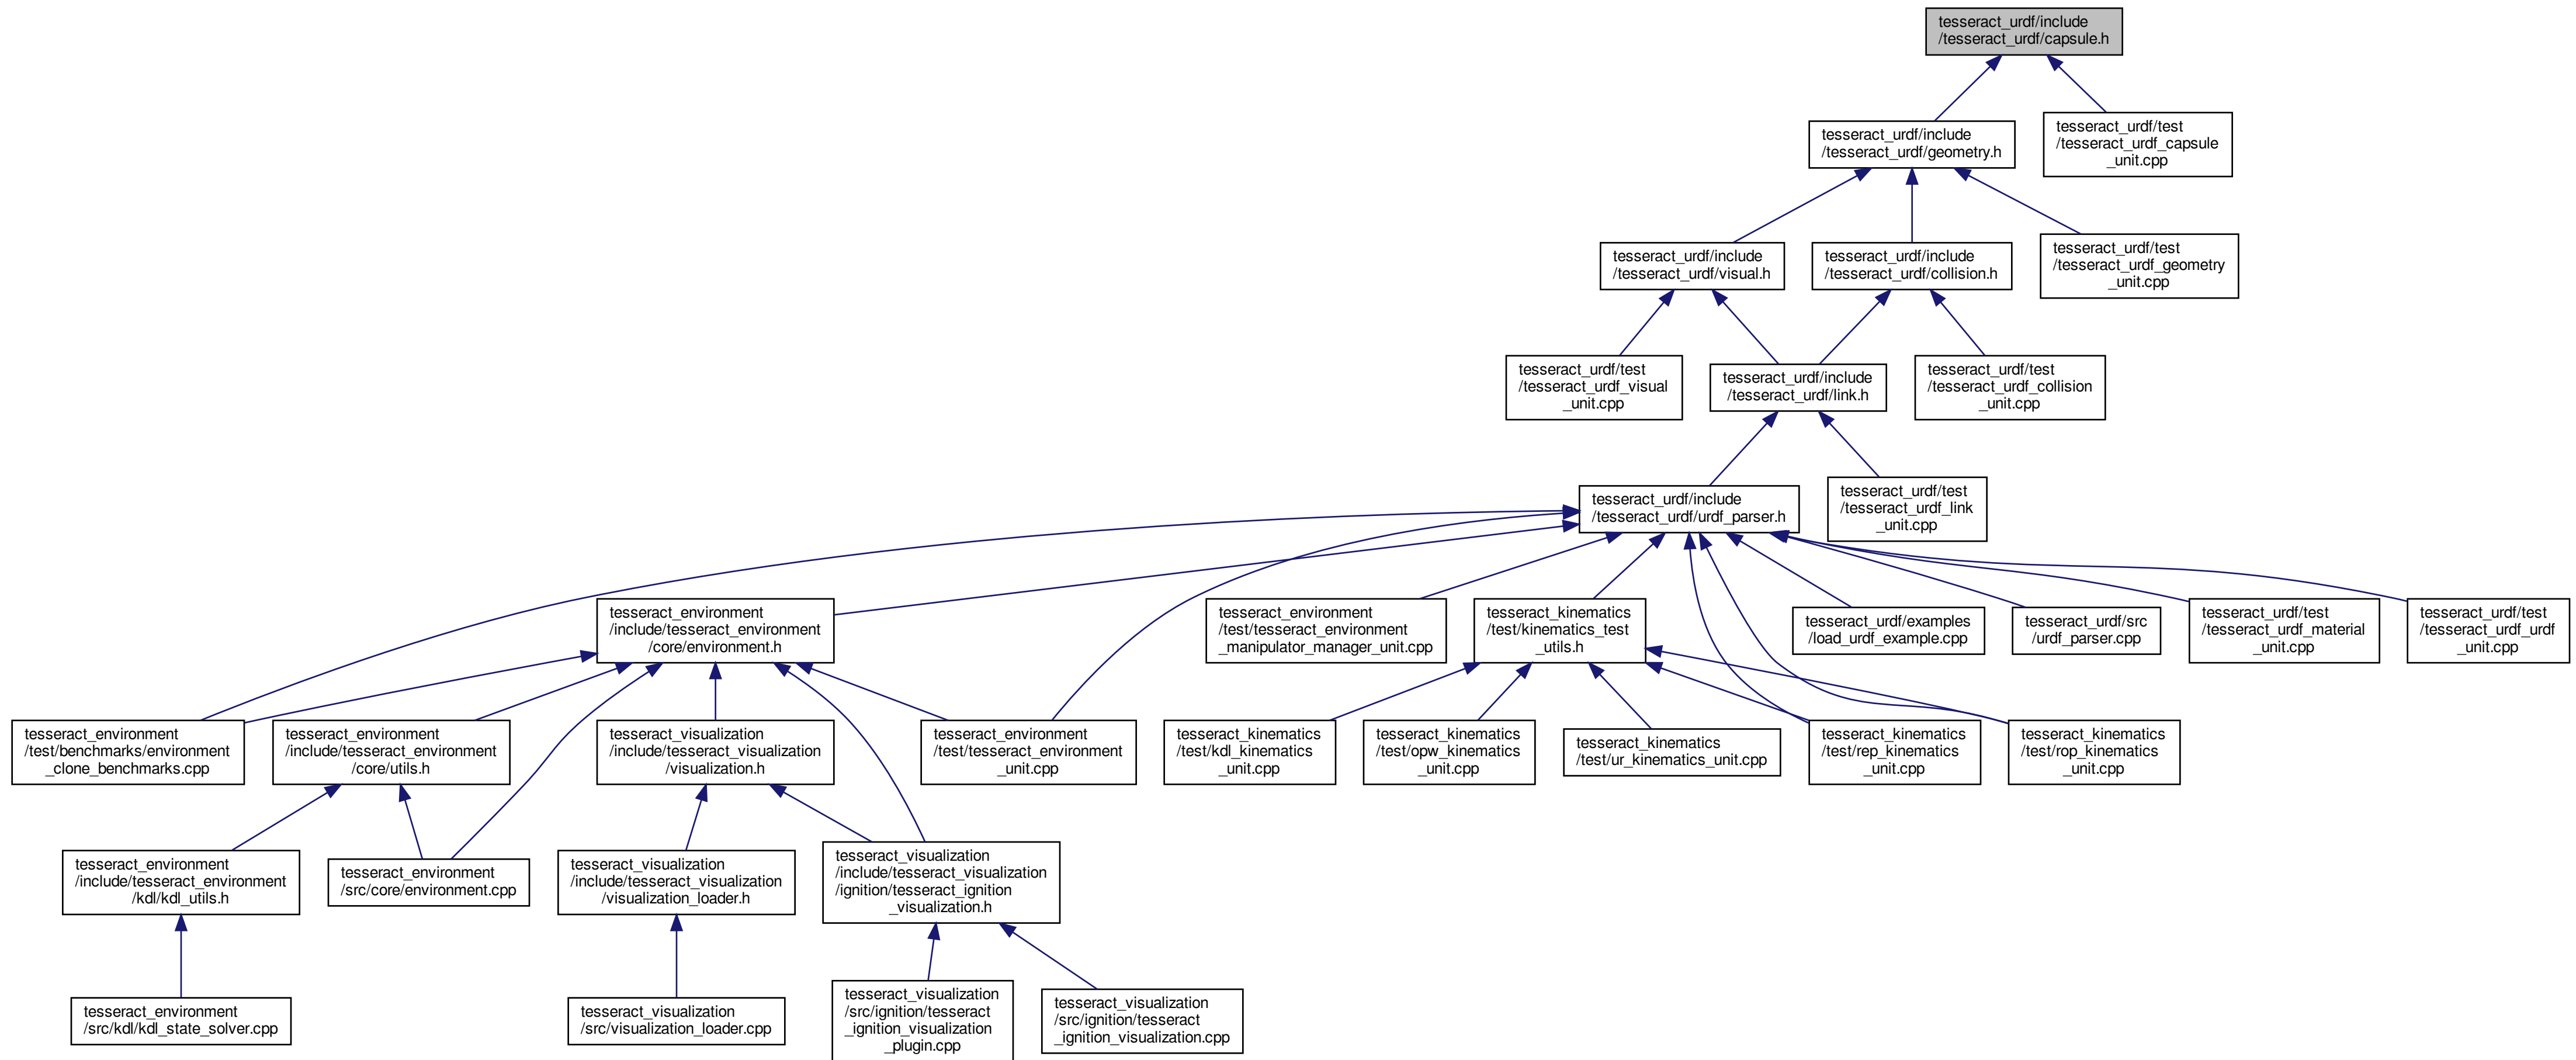 tesseract_urdf/include
/tesseract_urdf/capsule.h
tesseract_urdf/include
/tesseract_urdf/geometry.h
tesseract_urdf/test
/tesseract_urdf_capsule
_unit.cpp
tesseract_urdf/include
/tesseract_urdf/visual.h
tesseract_urdf/include
/tesseract_urdf/collision.h
tesseract_urdf/test
/tesseract_urdf_geometry
_unit.cpp
tesseract_urdf/test
/tesseract_urdf_visual
_unit.cpp
tesseract_urdf/include
/tesseract_urdf/link.h
tesseract_urdf/test
/tesseract_urdf_collision
_unit.cpp
tesseract_urdf/include
/tesseract_urdf/urdf_parser.h
tesseract_urdf/test
/tesseract_urdf_link
_unit.cpp
tesseract_environment
/include/tesseract_environment
/core/environment.h
tesseract_environment
/test/tesseract_environment
_manipulator_manager_unit.cpp
tesseract_kinematics
/test/kinematics_test
_utils.h
tesseract_urdf/examples
/load_urdf_example.cpp
tesseract_urdf/src
/urdf_parser.cpp
tesseract_urdf/test
/tesseract_urdf_material
_unit.cpp
tesseract_urdf/test
/tesseract_urdf_urdf
_unit.cpp
tesseract_environment
/test/benchmarks/environment
_clone_benchmarks.cpp
tesseract_environment
/include/tesseract_environment
/core/utils.h
tesseract_visualization
/include/tesseract_visualization
/visualization.h
tesseract_environment
/test/tesseract_environment
_unit.cpp
tesseract_kinematics
/test/kdl_kinematics
_unit.cpp
tesseract_kinematics
/test/opw_kinematics
_unit.cpp
tesseract_kinematics
/test/ur_kinematics_unit.cpp
tesseract_kinematics
/test/rep_kinematics
_unit.cpp
tesseract_kinematics
/test/rop_kinematics
_unit.cpp
tesseract_environment
/include/tesseract_environment
/kdl/kdl_utils.h
tesseract_environment
/src/core/environment.cpp
tesseract_visualization
/include/tesseract_visualization
/visualization_loader.h
tesseract_visualization
/include/tesseract_visualization
/ignition/tesseract_ignition
_visualization.h
tesseract_environment
/src/kdl/kdl_state_solver.cpp
tesseract_visualization
/src/visualization_loader.cpp
tesseract_visualization
/src/ignition/tesseract
_ignition_visualization
_plugin.cpp
tesseract_visualization
/src/ignition/tesseract
_ignition_visualization.cpp